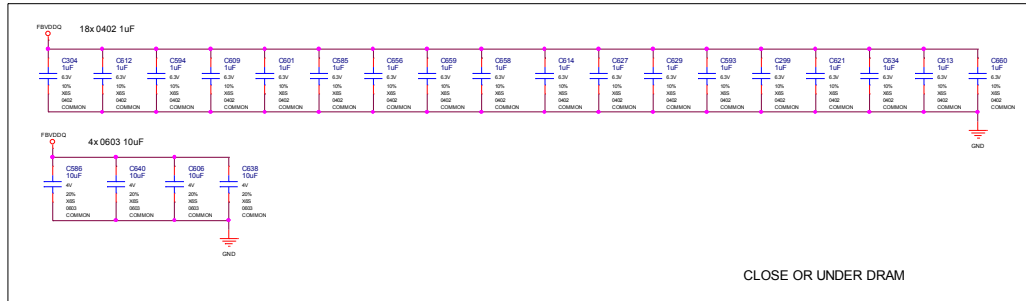 FBVDDQ
18x 0402 1uF
C304 C612 C594 C609 C601 C585 C656 C659 C658 C614 C627 C629 C593 C299 C621 C634 C613 C660
1uF 1uF 1uF 1uF 1uF 1uF 1uF 1uF 1uF 1uF 1uF 1uF 1uF 1uF 1uF 1uF 1uF 1uF
6.3V 6.3V 6.3V 6.3V 6.3V 6.3V 6.3V 6.3V 6.3V 6.3V 6.3V 6.3V 6.3V 6.3V 6.3V 6.3V 6.3V 6.3V
10% 10% 10% 10% 10% 10% 10% 10% 10% 10% 10% 10% 10% 10% 10% 10% 10% 10%
X6S X6S X6S X6S X6S X6S X6S X6S X6S X6S X6S X6S X6S X6S X6S X6S X6S X6S
0402 0402 0402 0402 0402 0402 0402 0402 0402 0402 0402 0402 0402 0402 0402 0402 0402 0402
COMMON COMMON COMMON COMMON COMMON COMMON COMMON COMMON COMMON COMMON COMMON COMMON COMMON COMMON COMMON COMMON COMMON COMMON
GND
FBVDDQ
4x 0603 10uF
C586 C640 C606 C638
10uF 10uF 10uF 10uF
4V 4V 4V 4V
20% 20% 20% 20%
X6S X6S X6S X6S
0603 0603 0603 0603
COMMON COMMON COMMON COMMON
GND
CLOSE OR UNDER DRAM